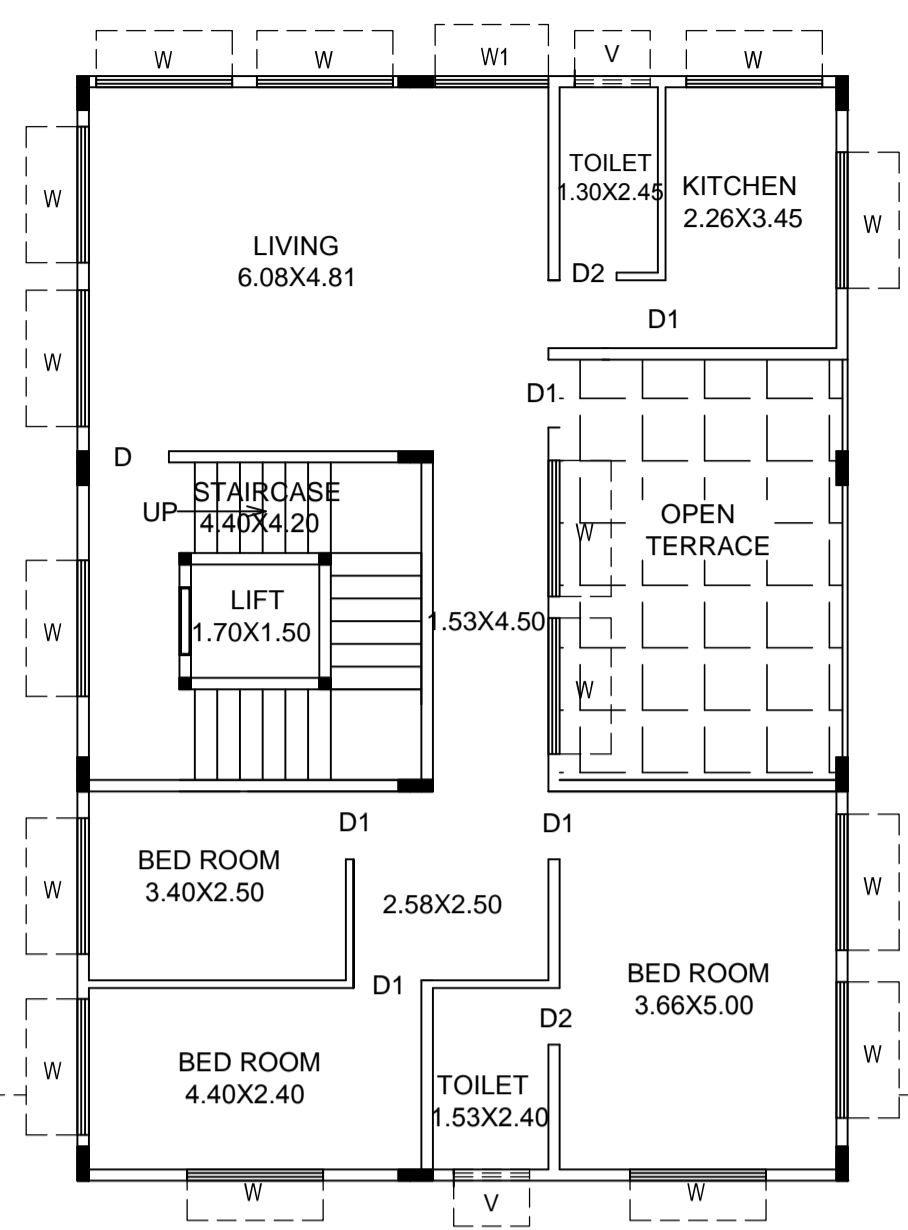 W
W
W1
V
W
W
TOILET
1.30X2.45
KITCHEN
2.26X3.45
W
LIVING
6.08X4.81
D2
D1
W
D1
D
STAIRCASE
4.40X4.20
UP
OPEN
TERRACE
W
LIFT
1.70X1.50
W
1.53X4.50
W
D1
D1
BED ROOM
3.40X2.50
W
2.58X2.50
W
BED ROOM
3.66X5.00
D1
D2
W
BED ROOM
4.40X2.40
W
TOILET
1.53X2.40
W
V
W